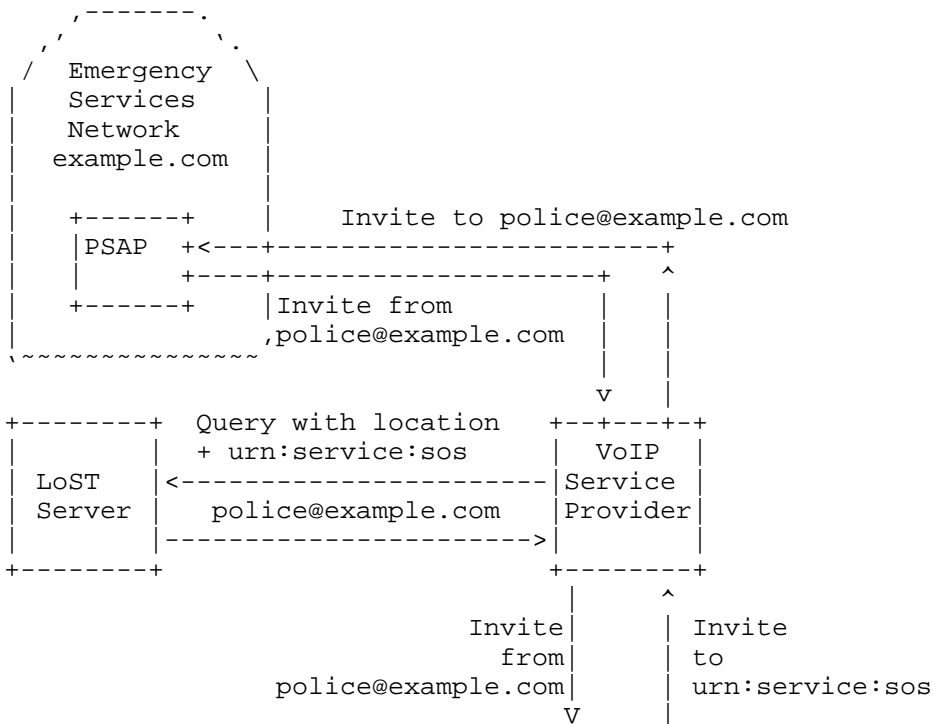 Emergency
Services
Network
example.com
Invite to police@example.com
PSAP
Invite from
police@example.com
Query with location
+ urn:service:sos
VoIP
LoST
Service
Server
police@example.com
Provider
Invite
Invite
from
to
police@example.com
urn:service:sos
V